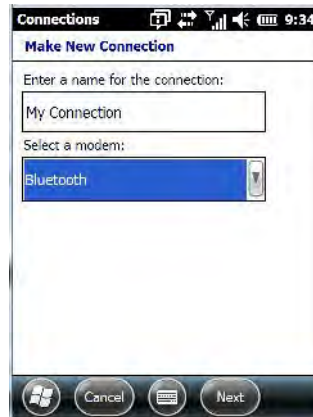 Connections 9:34
Make New Connection
Enter a name for the connection:
My Connection
Select a modem:
Bluetooth
Cancel Next